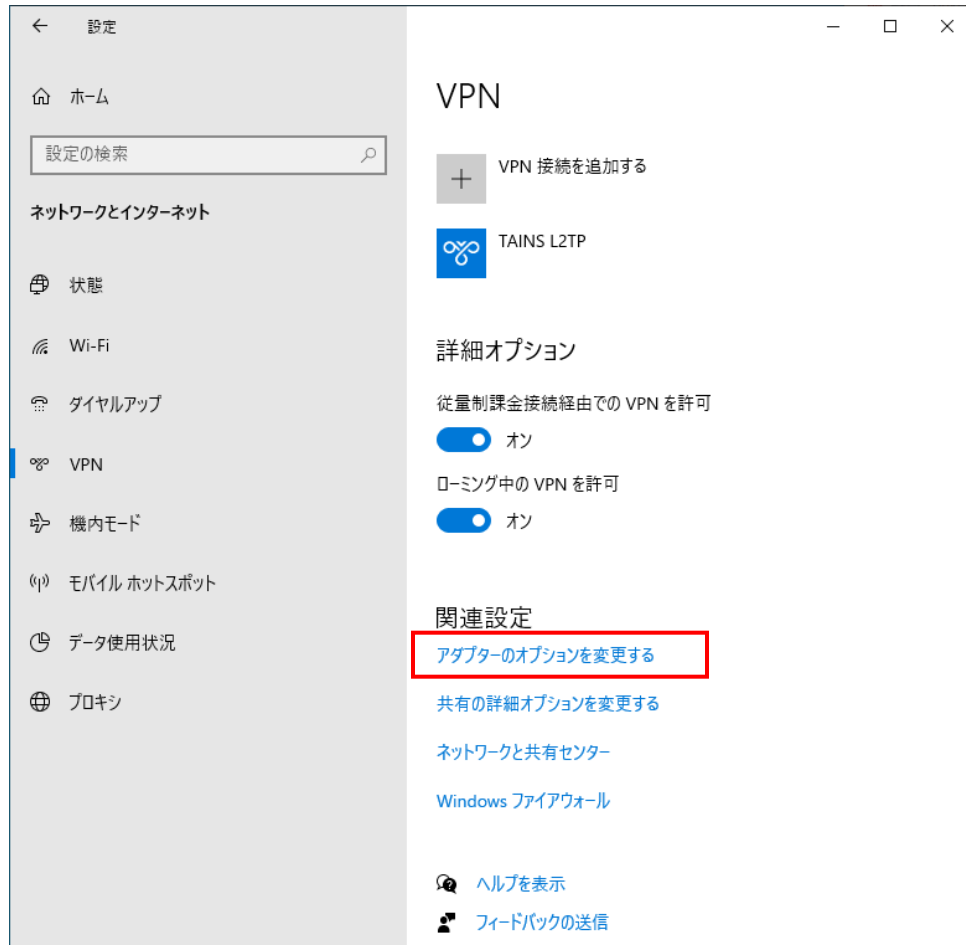 設定
ホーム
設定の検索
ネットワークとインターネット
状態
Wi-Fi
ダイヤルアップ
VPN
機内モード
モバイル ホットスポット
データ使用状況
プロキシ
VPN
VPN 接続を追加する
TAINS L2TP
詳細オプション
従量制課金接続経由での VPN を許可
オン
ローミング中の VPN を許可
オン
関連設定
アダプターのオプションを変更する
共有の詳細オプションを変更する
ネットワークと共有センター
Windows ファイアウォール
ヘルプを表示
フィードバックの送信